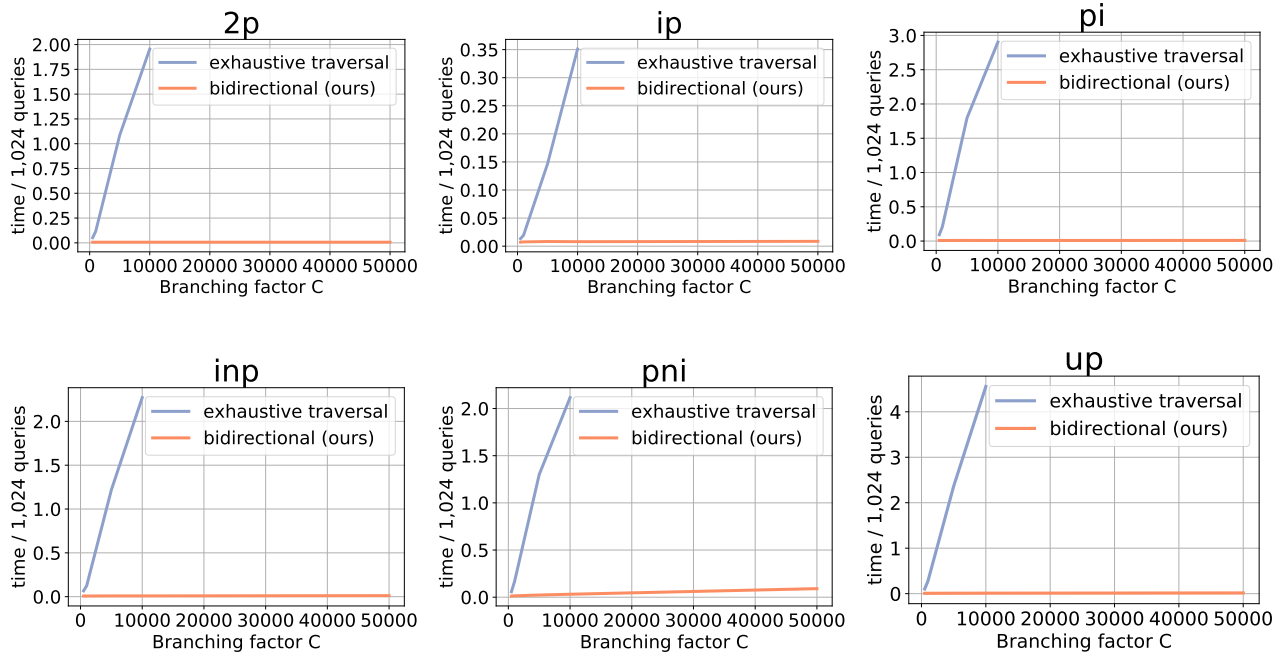 2p
time / 1,024 queries
2.00
1.75
1.50
1.25
1.00
0.75
0.50
0.25
0.00
exhaustive traversal
bidirectional (ours)
0 10000 20000 30000 40000 50000
Branching factor C
ip
time / 1,024 queries
0.35
0.30
0.25
0.20
0.15
0.10
0.05
0.00
exhaustive traversal
bidirectional (ours)
0 10000 20000 30000 40000 50000
Branching factor C
pi
time / 1,024 queries
3.0
2.5
2.0
1.5
1.0
0.5
0.0
exhaustive traversal
bidirectional (ours)
0 10000 20000 30000 40000 50000
Branching factor C
inp
time / 1,024 queries
2.0
1.5
1.0
0.5
0.0
exhaustive traversal
bidirectional (ours)
0 10000 20000 30000 40000 50000
Branching factor C
pni
time / 1,024 queries
2.0
1.5
1.0
0.5
0.0
exhaustive traversal
bidirectional (ours)
0 10000 20000 30000 40000 50000
Branching factor C
up
time / 1,024 queries
4
3
2
1
0
exhaustive traversal
bidirectional (ours)
0 10000 20000 30000 40000 50000
Branching factor C